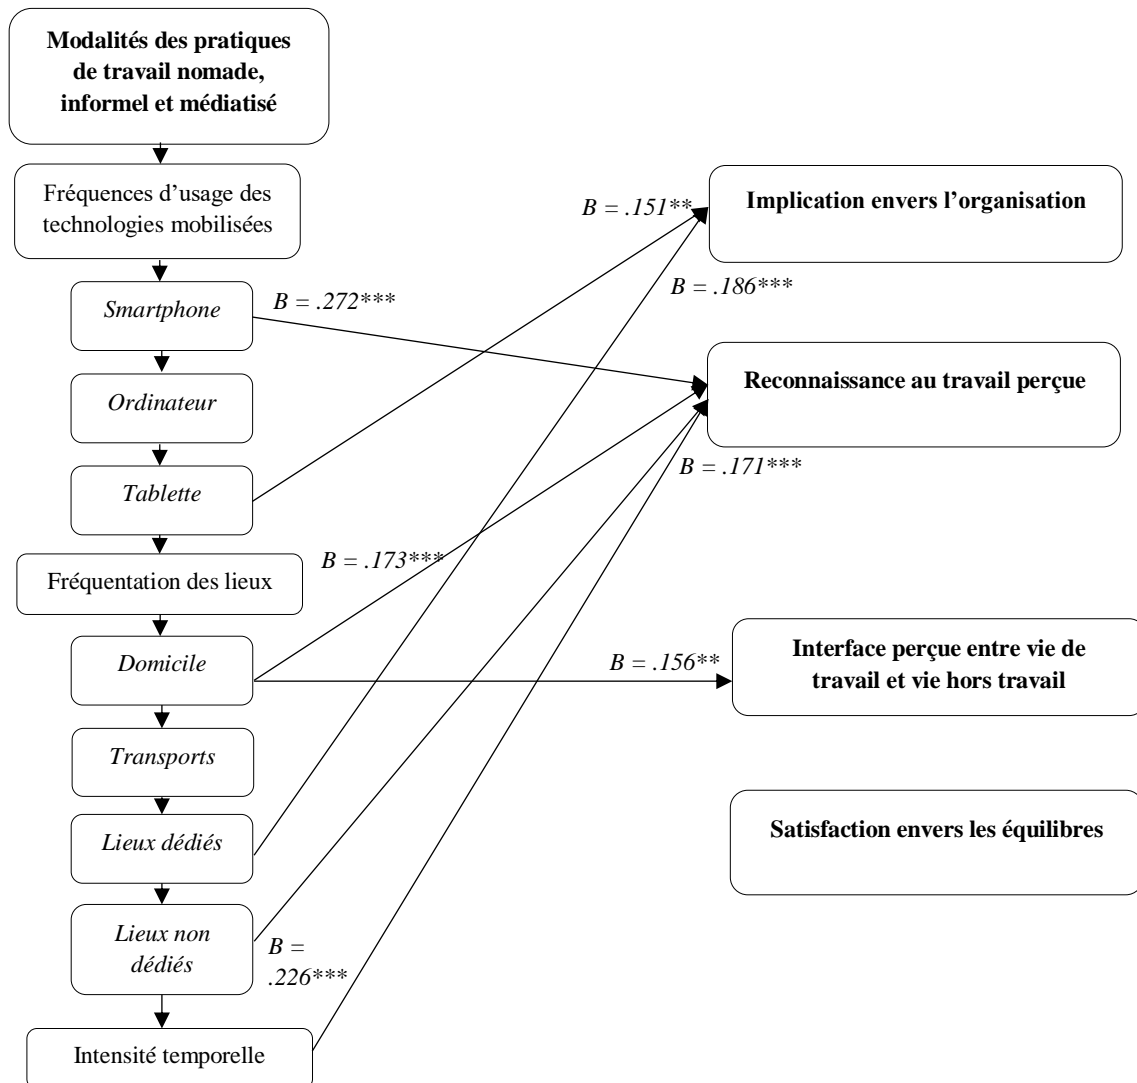 Modalités des pratiques
de travail nomade,
informel et médiatisé
Fréquences d’usage des
technologies mobilisées
Smartphone
Ordinateur
Tablette
Fréquentation des lieux
Domicile
Transports
Lieux dédiés
Lieux non
dédiés
Intensité temporelle
B = .272***
B = .151**
B = .186***
B = .171***
B = .173***
B = .156**
B =
.226***
Implication envers l’organisation
Reconnaissance au travail perçue
Interface perçue entre vie de
travail et vie hors travail
Satisfaction envers les équilibres